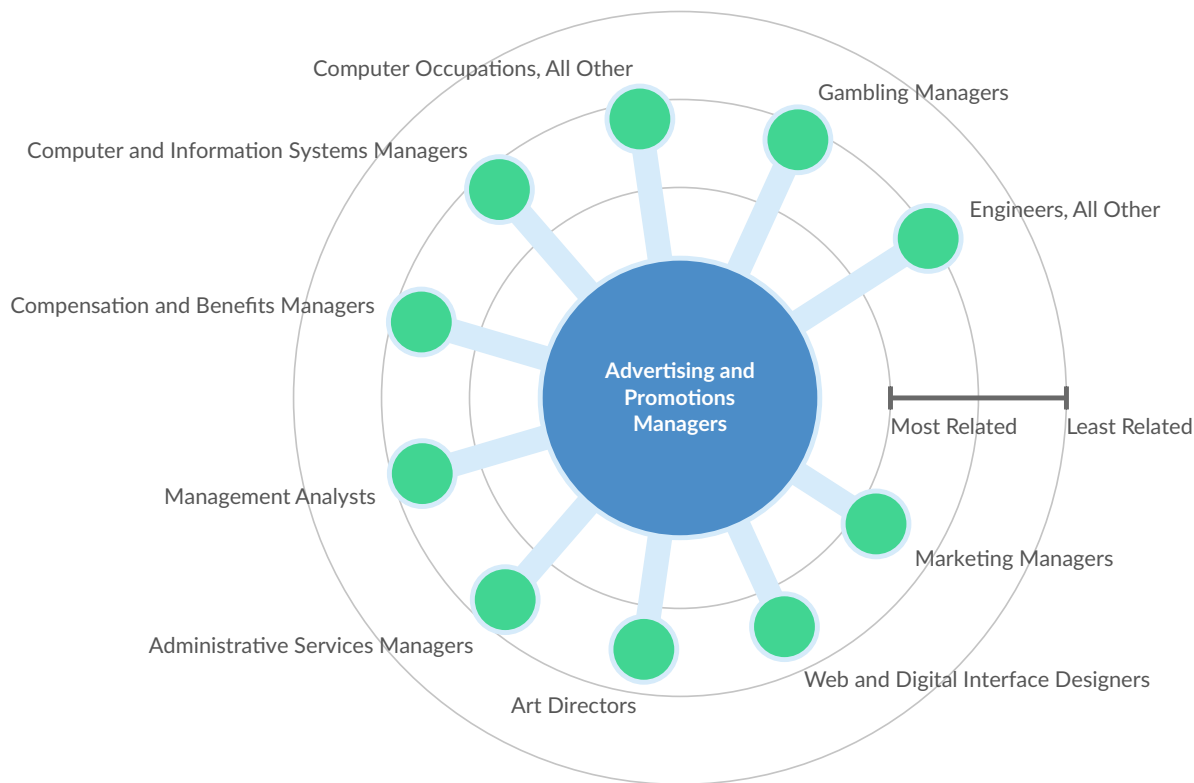 Computer Occupations, All Other
Gambling Managers
Computer and Information Systems Managers
Engineers, All Other
Compensation and Benefits Managers
Advertising and
Promotions
Managers
Most Related
Least Related
Management Analysts
Marketing Managers
Administrative Services Managers
Web and Digital Interface Designers
Art Directors